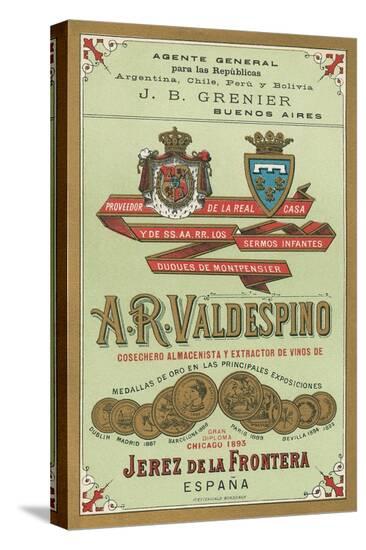 AGENTE GENERAL
para las Repúblicas
Argentina, Chile, Perú y Bolivia
J. B. GRENIER
BUENOS AIRES
PROVEEDOR DE LA REAL CASA
Y DE SS. AA. RR. LOS SERMOS INFANTES
DUQUES DE MONTPENSIER
A.R. VALDESPINO
COSECHERO ALMACENISTA Y EXTRACTOR DE VINOS DE
MEDALLAS DE ORO EN LAS PRINCIPALES EXPOSICIONES
DUBLIN MADRID 1887 BARCELONA 1888 PARIS 1889 SEVILLA
GRAN
DIPLOMA
CHICAGO 1893
JEREZ DE LA FRONTERA
ESPAÑA